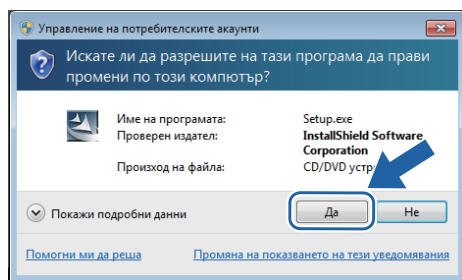 Управление на потребителските акаунти
Искате ли да разрешите на тази програма да прави
промени по този компютър?
Име на програмата: Setup.exe
Проверен издател: InstallShield Software
Corporation
Произход на файла: CD/DVD
Покажи подробни данни
Да Не
Помогни ми да реша Промяна на показването на тези уведомявания